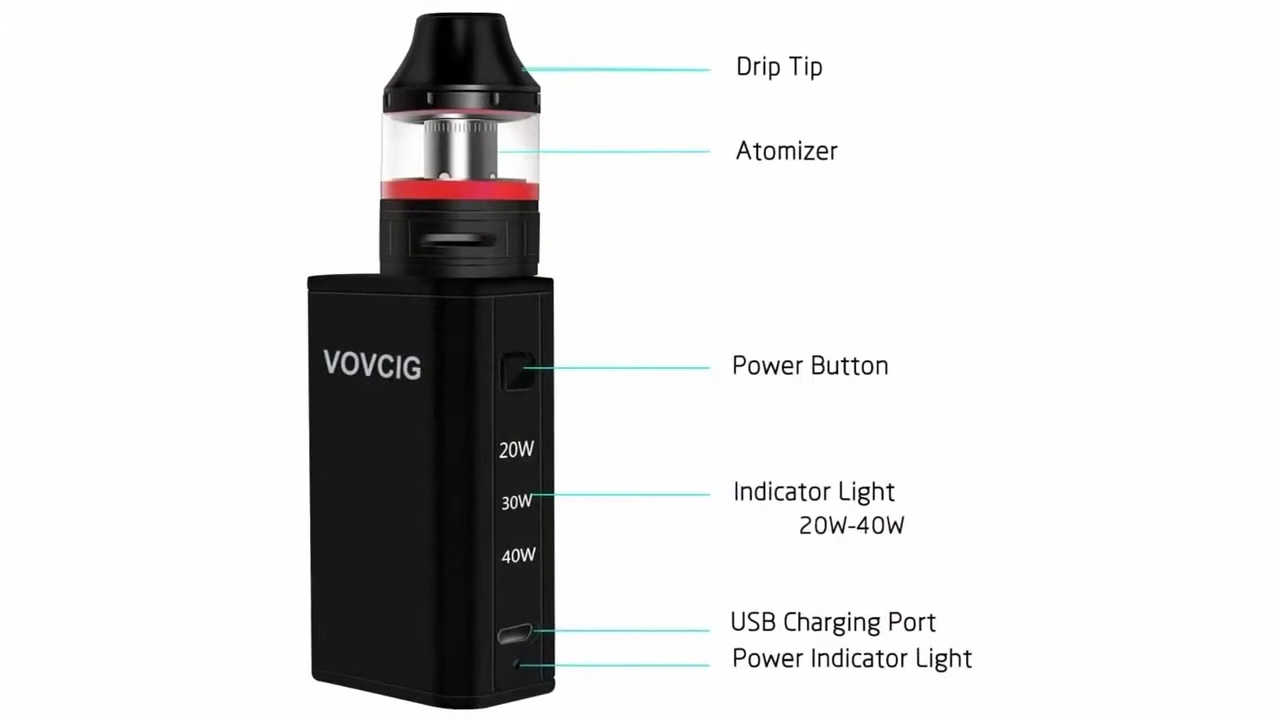 Drip Tip
Atomizer
VOVCIG
Power Button
20W
30W
40W
Indicator Light
20W-40W
USB Charging Port
Power Indicator Light